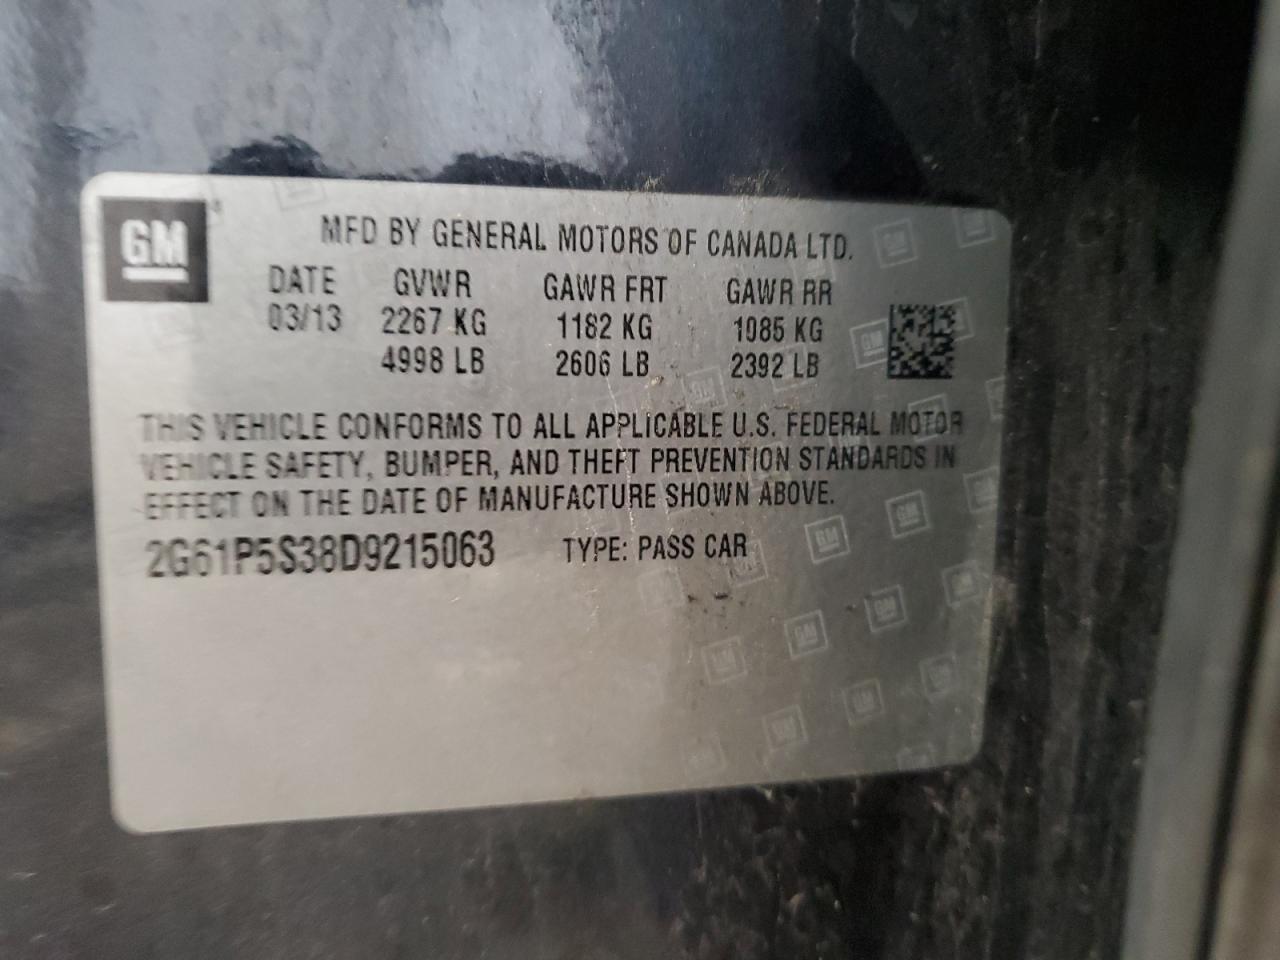 GM
MFD BY GENERAL MOTORS OF CANADA LTD.
DATE GVWR GAWR FRT GAWR RR
03/13 2267 KG 1182 KG 1085 KG
4998 LB 2606 LB 2392 LB
THIS VEHICLE CONFORMS TO ALL APPLICABLE U.S. FEDERAL MOTOR
VEHICLE SAFETY, BUMPER, AND THEFT PREVENTION STANDARDS IN
EFFECT ON THE DATE OF MANUFACTURE SHOWN ABOVE.
2G61P5S38D9215063 TYPE: PASS CAR